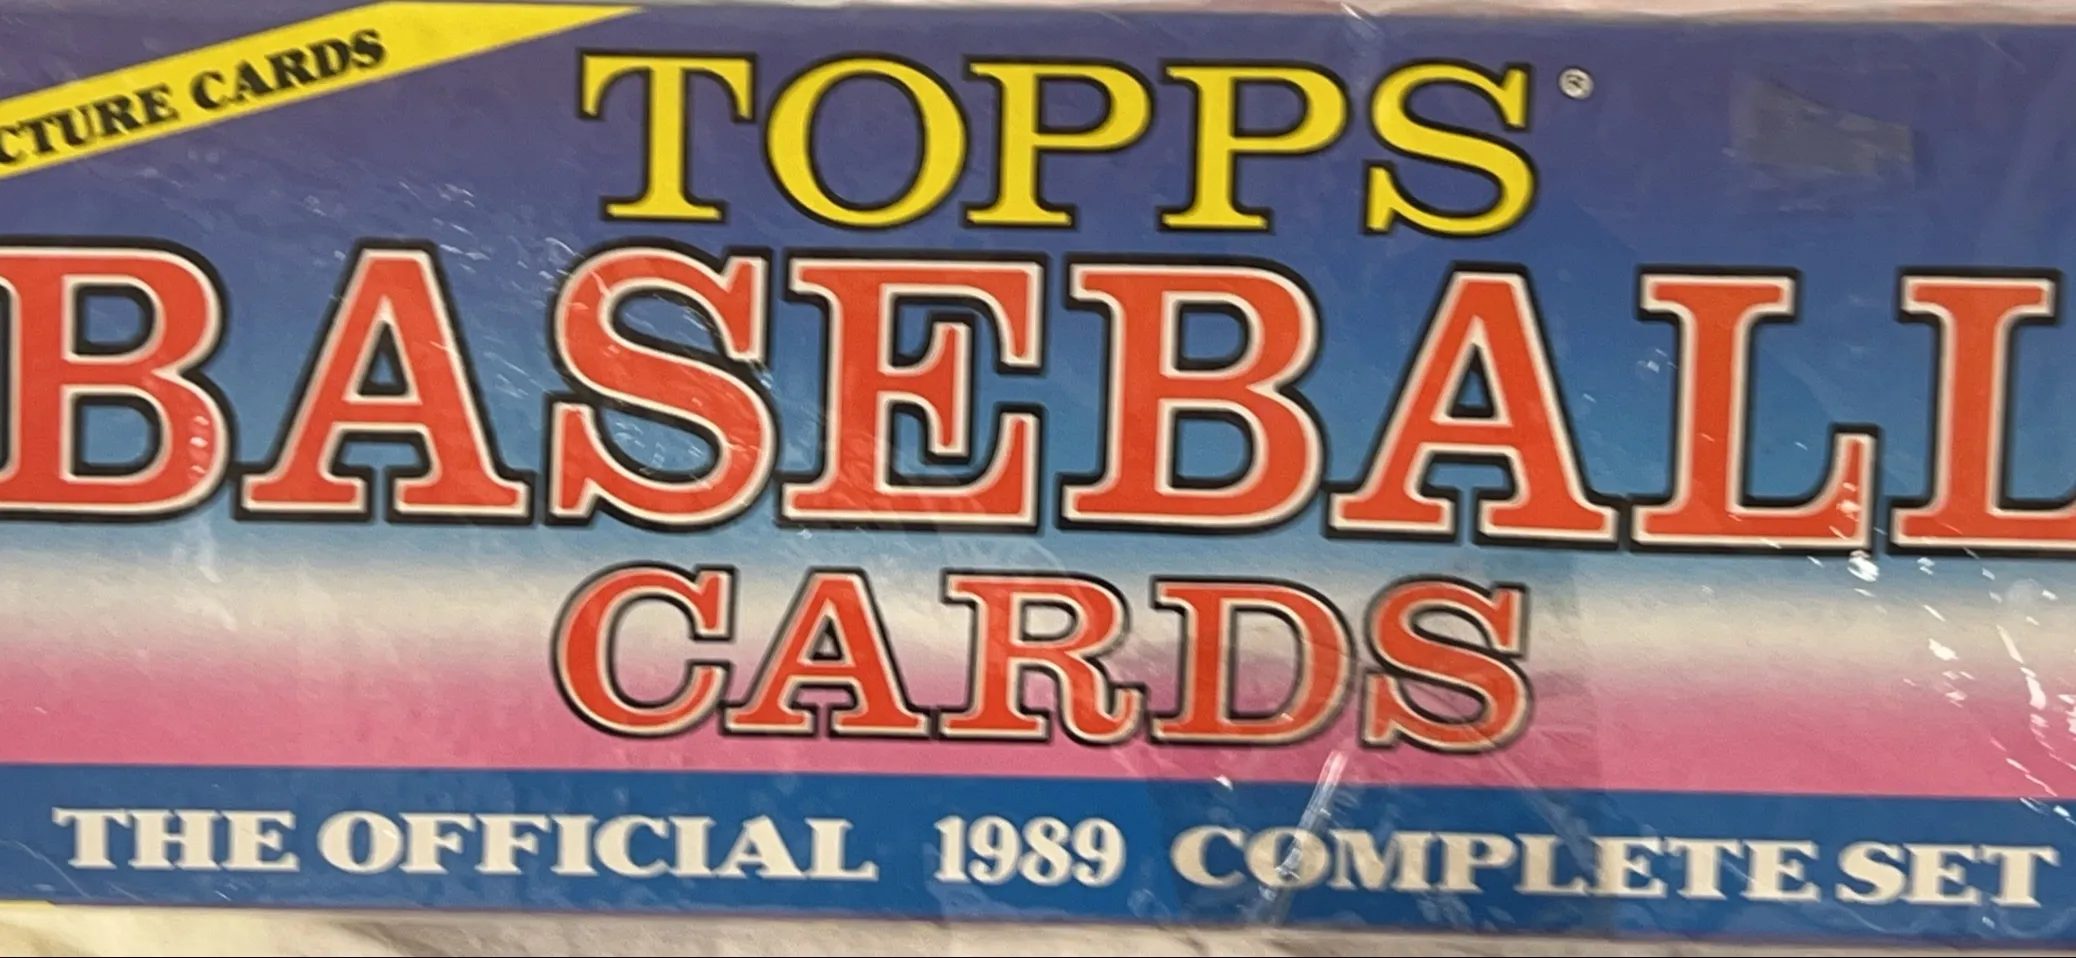 CTURE CARDS
TOPPS®
BASEBALL
CARDS
THE OFFICIAL 1989 COMPLETE SET